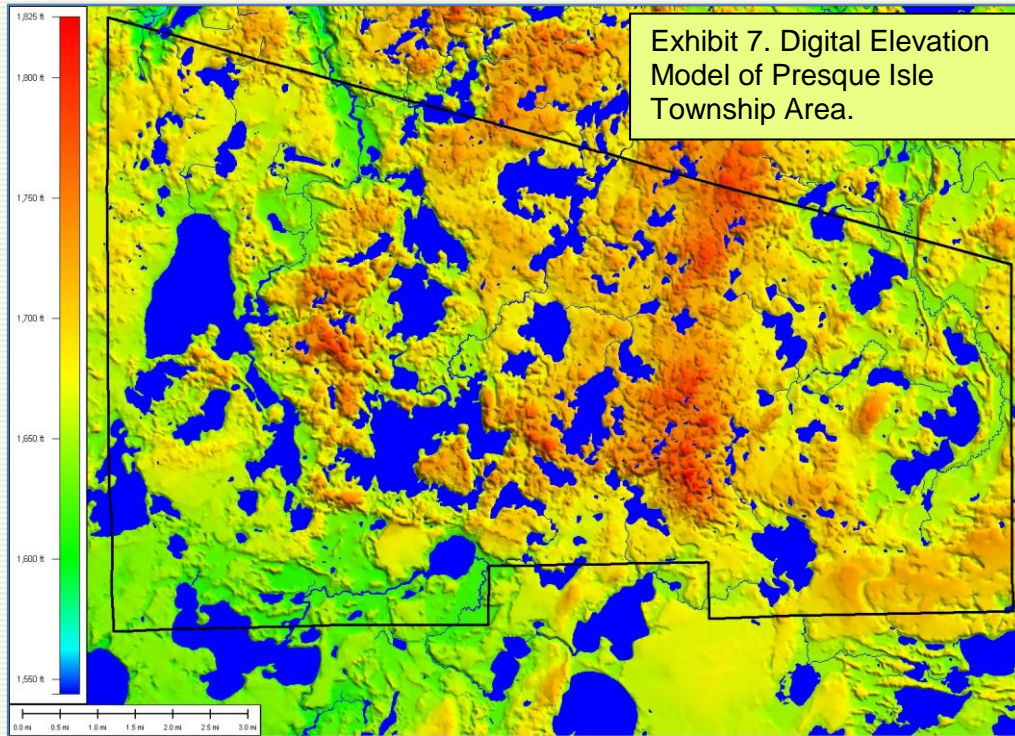 Exhibit 7. Digital Elevation
Model of Presque Isle
Township Area.
1,825 ft
1,800 ft
1,750 ft
1,700 ft
1,650 ft
1,600 ft
1,550 ft
0.0 mi 0.5 mi 1.0 mi 1.5 mi 2.0 mi 2.5 mi 3.0 mi